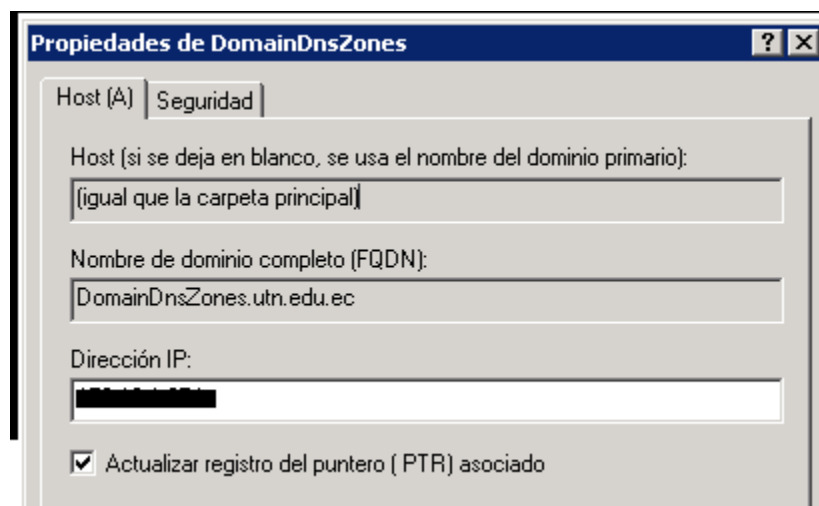 Propiedades de DomainDnsZones
Host (A) Seguridad
Host (si se deja en blanco, se usa el nombre del dominio primario):
(igual que la carpeta principal)
Nombre de dominio completo (FQDN):
DomainDnsZones.utn.edu.ec
Dirección IP:
Actualizar registro del puntero ( PTR) asociado